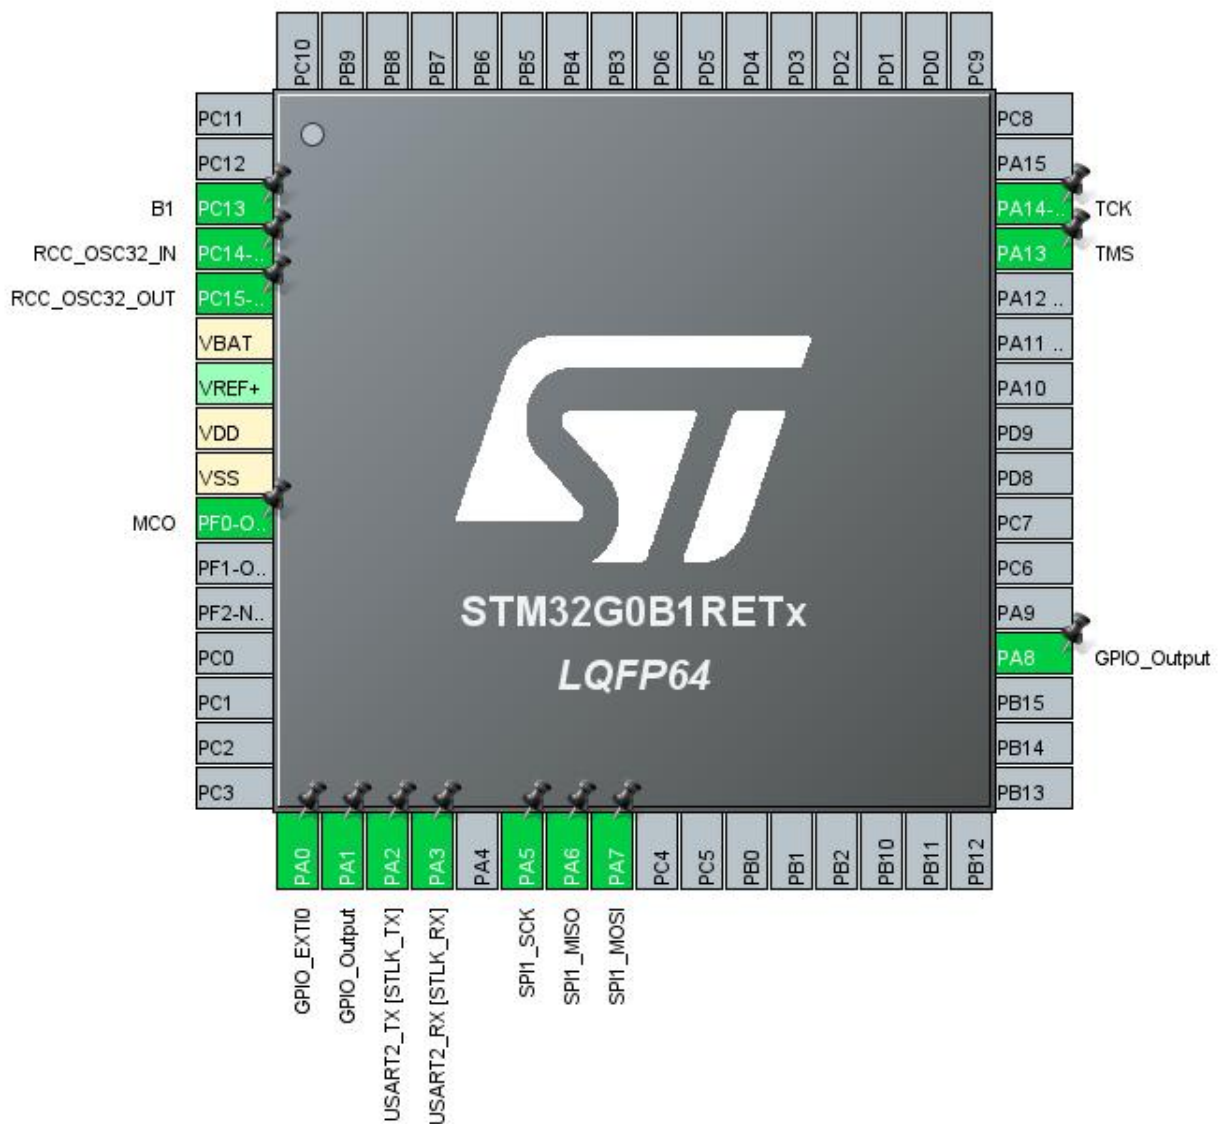 PC10
PB9
PB8
PB7
PB6
PB5
PB4
PB3
PD6
PD5
PD4
PD3
PD2
PD1
PD0
PC9
PC11
PC12
B1 PC13
RCC_OSC32_IN PC14-..
RCC_OSC32_OUT PC15-..
VBAT
VREF+
VDD
VSS
MCO PF0-O..
PF1-O..
PF2-N..
PC0
PC1
PC2
PC3
STM32G0B1RETx
LQFP64
PC8
PA15
PA14-.. TCK
PA13 TMS
PA12 ..
PA11 ..
PA10
PD9
PD8
PC7
PC6
PA9
PA8 GPIO_Output
PB15
PB14
PB13
PA0
PA1
PA2
PA3
PA4
PA5
PA6
PA7
PC4
PC5
PB0
PB1
PB2
PB10
PB11
PB12
GPIO_EXTI0
GPIO_Output
USART2_TX [STLK_TX]
USART2_RX [STLK_RX]
SPI1_SCK
SPI1_MISO
SPI1_MOSI